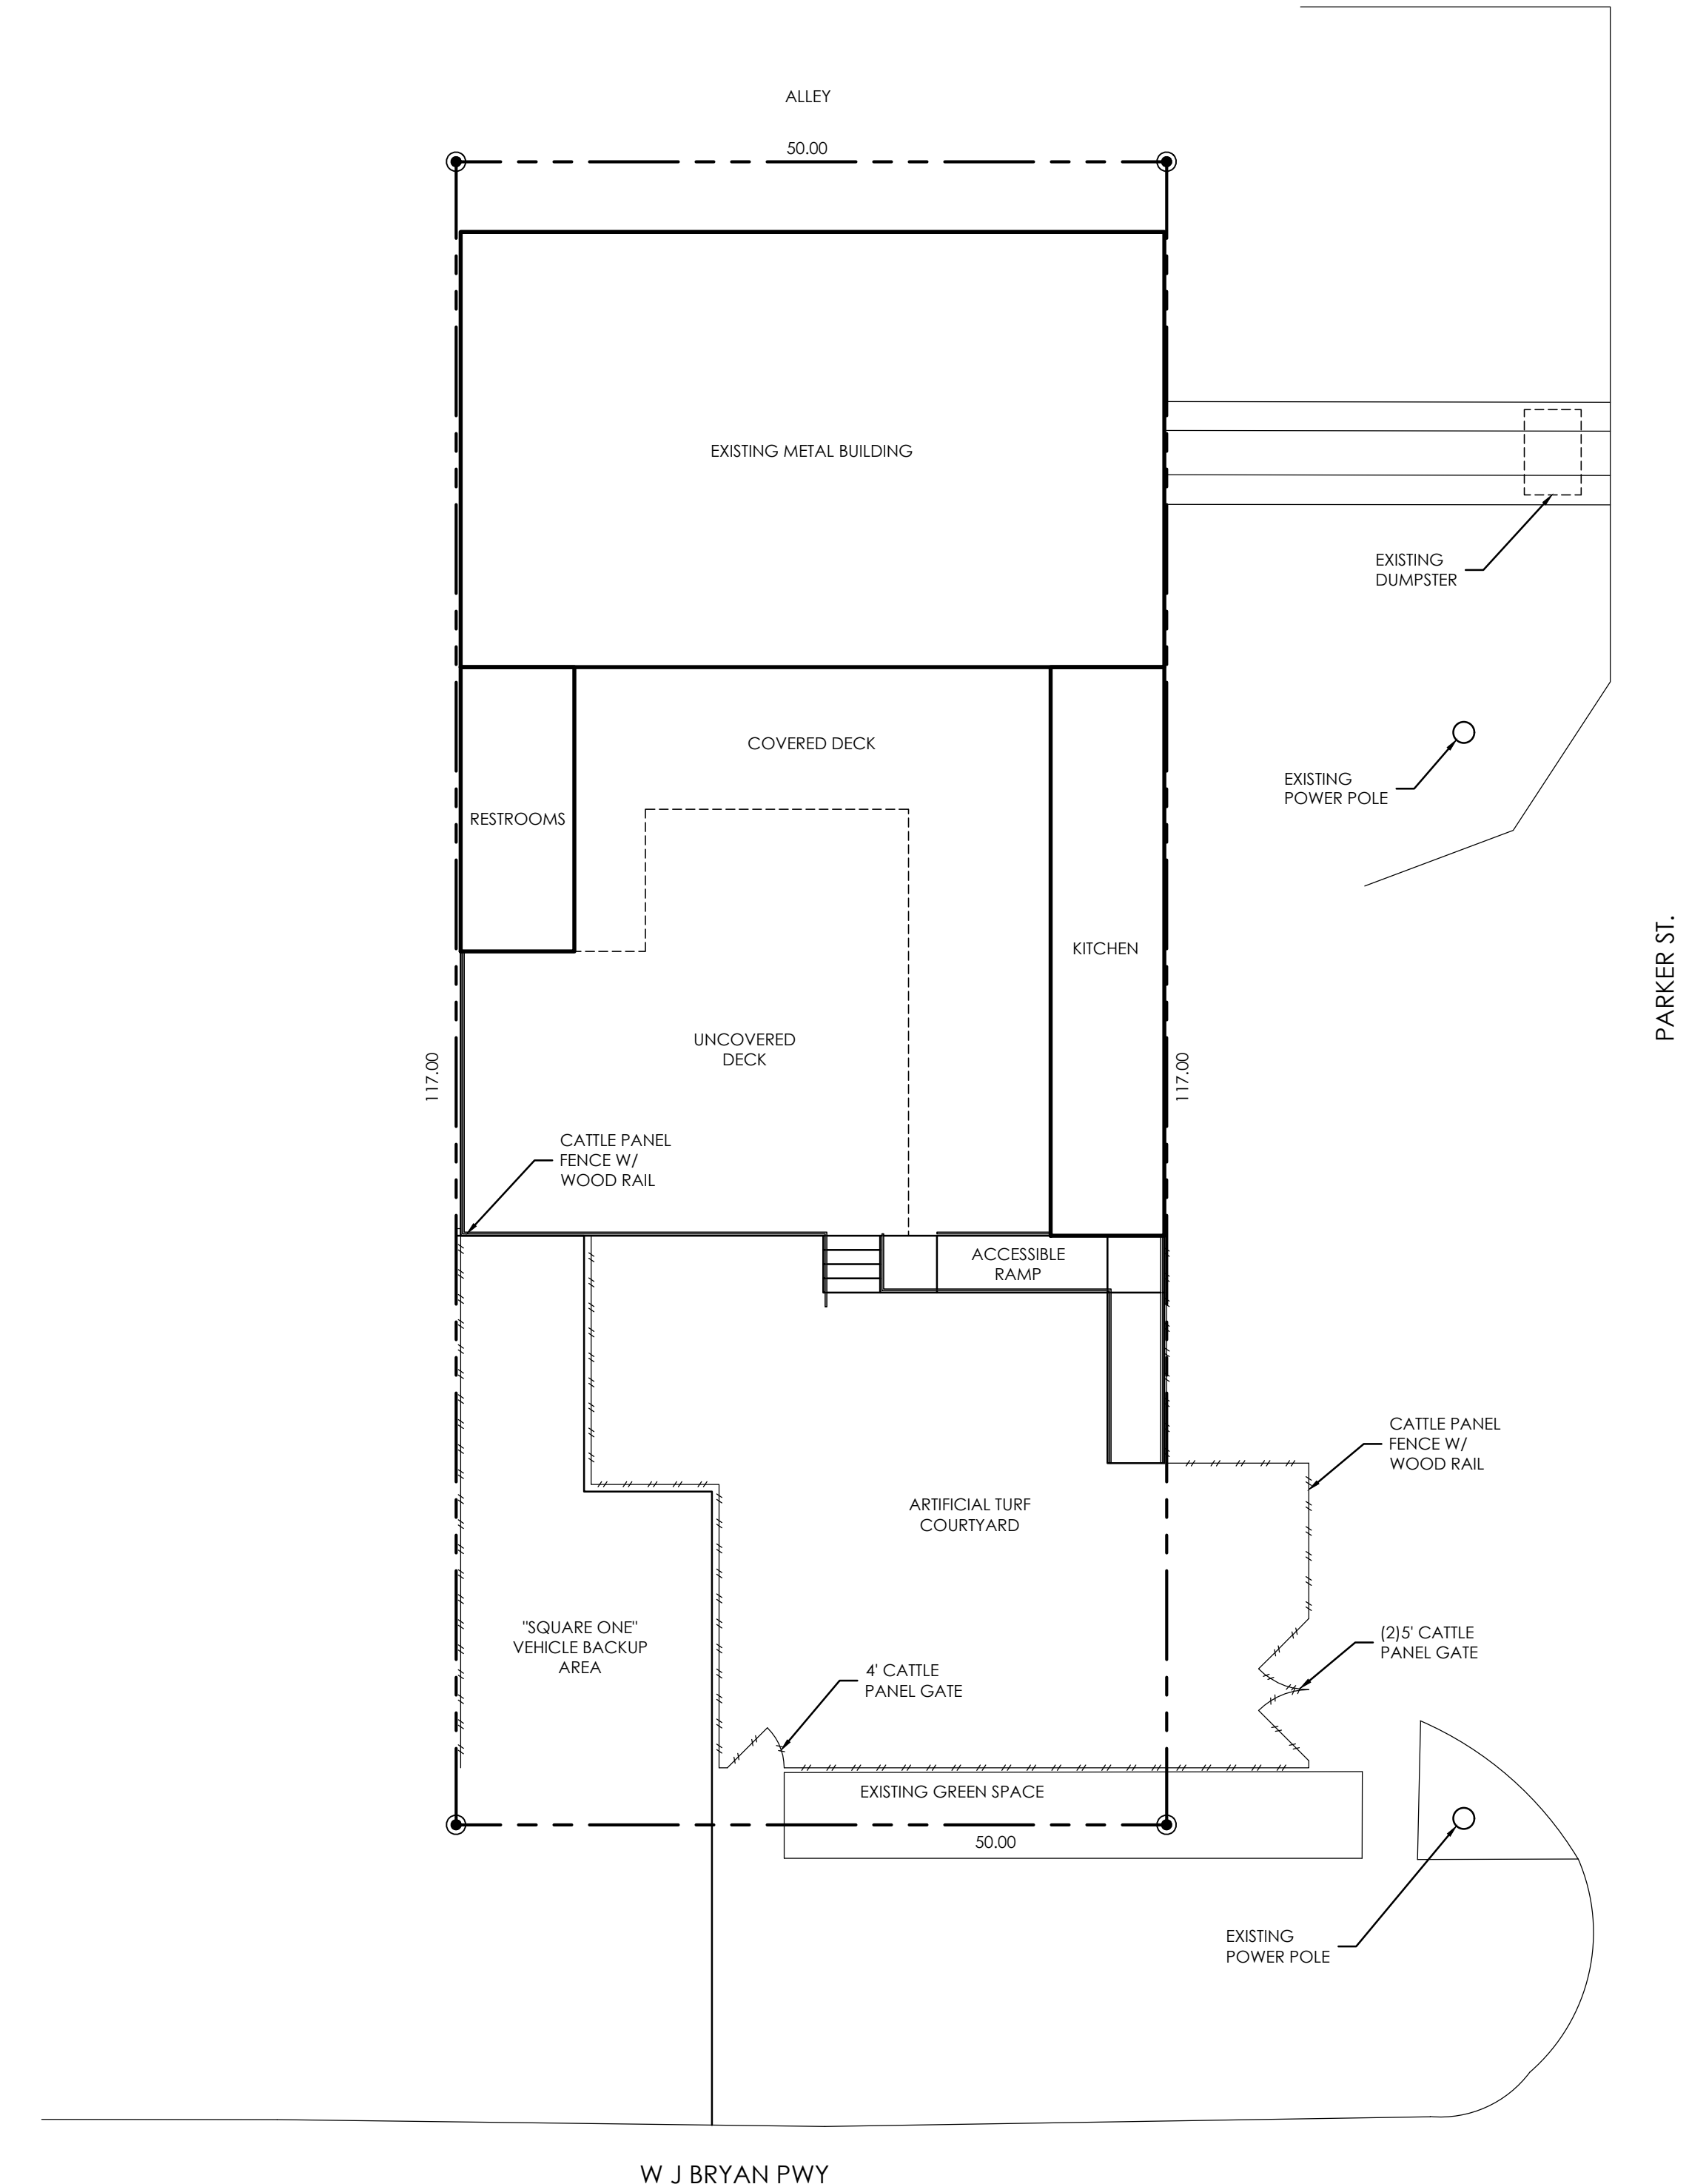 ALLEY
50.00
EXISTING METAL BUILDING
EXISTING
DUMPSTER
COVERED DECK
EXISTING
POWER POLE
RESTROOMS
KITCHEN
PARKER ST.
UNCOVERED
DECK
117.00
117.00
CATTLE PANEL
FENCE W/
WOOD RAIL
ACCESSIBLE
RAMP
CATTLE PANEL
FENCE W/
WOOD RAIL
ARTIFICIAL TURF
COURTYARD
"SQUARE ONE"
VEHICLE BACKUP
AREA
(2)5' CATTLE
PANEL GATE
4' CATTLE
PANEL GATE
EXISTING GREEN SPACE
50.00
EXISTING
POWER POLE
W J BRYAN PWY